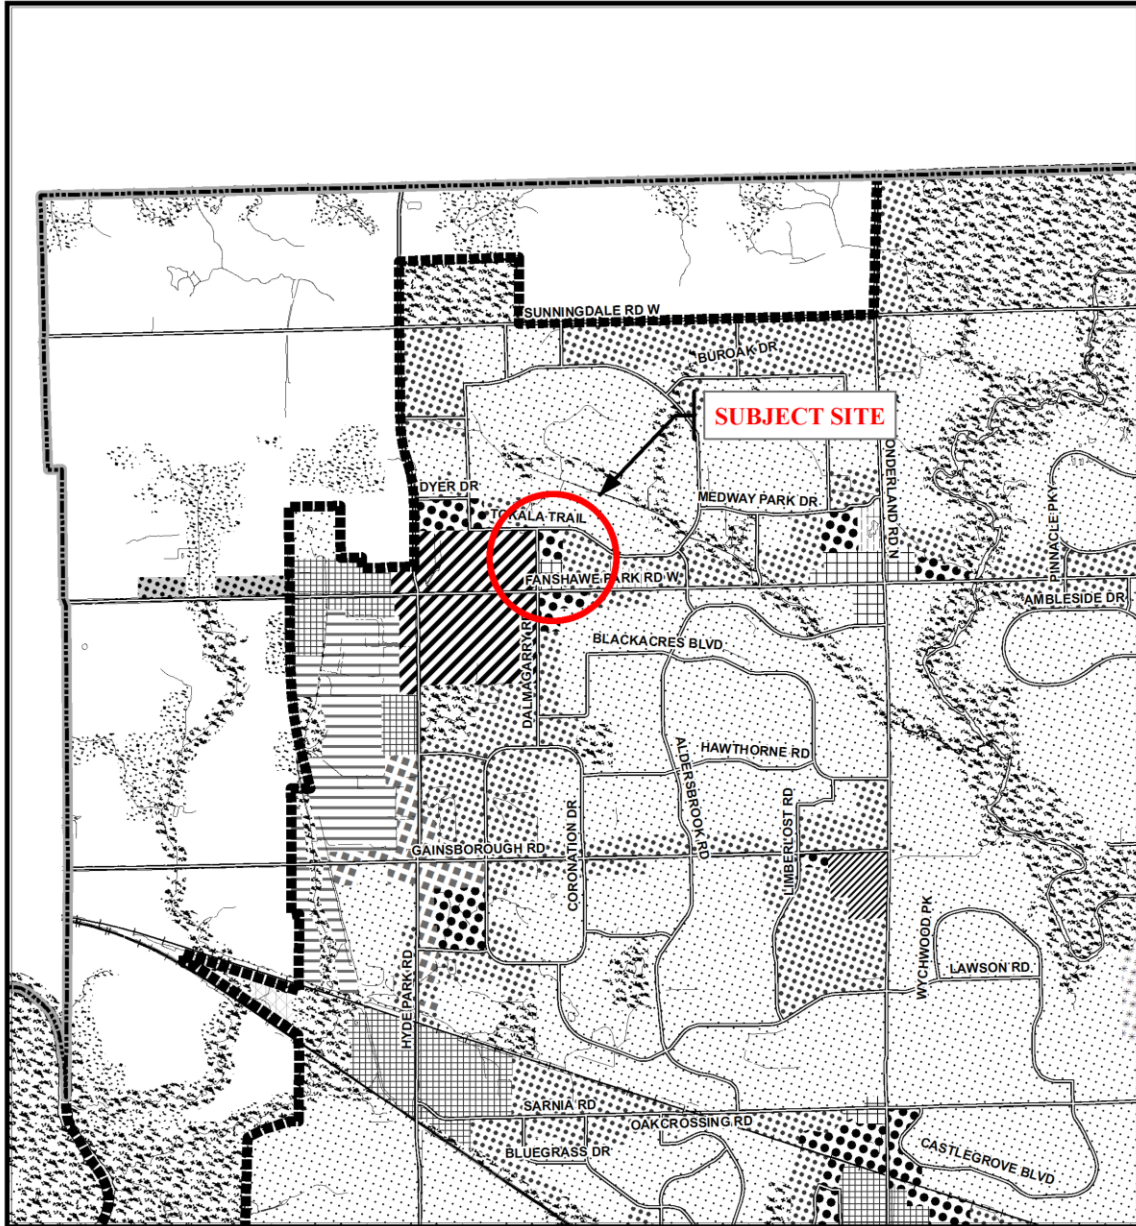 SUNNINGDALE RD W
BUROAK DR
SUBJECT SITE
ONDERLAND RD N
DYER DR
MEDWAY PARK DR
TOKALA TRAIL
PINNACLE PKY
FANSHAWE PARK RD W
AMBLESIDE DR
DALMAGARRY RD
BLACKACRES BLVD
HAWTHORNE RD
ALDERSBROOK RD
LIMBERLOST RD
CORONATION DR
GAINSBOROUGH RD
WYCHWOOD PK
LAWSON RD
HYDE PARK RD
SARNIA RD
OAKCROSSING RD
BLUEGRASS DR
CASTLEGROVE BLVD